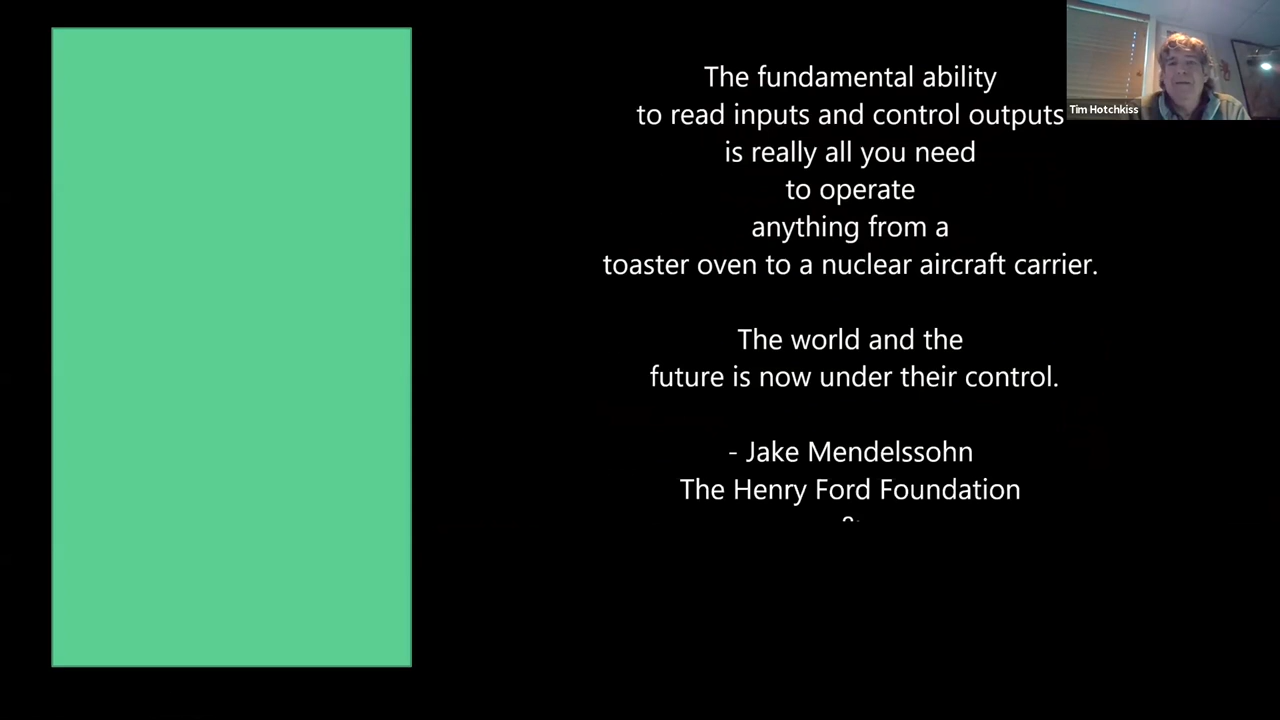 The fundamental ability
to read inputs and control outputs
is really all you need
to operate
anything from a
toaster oven to a nuclear aircraft carrier.
The world and the
future is now under their control.
- Jake Mendelssohn
The Henry Ford Foundation
Tim Hotchkiss